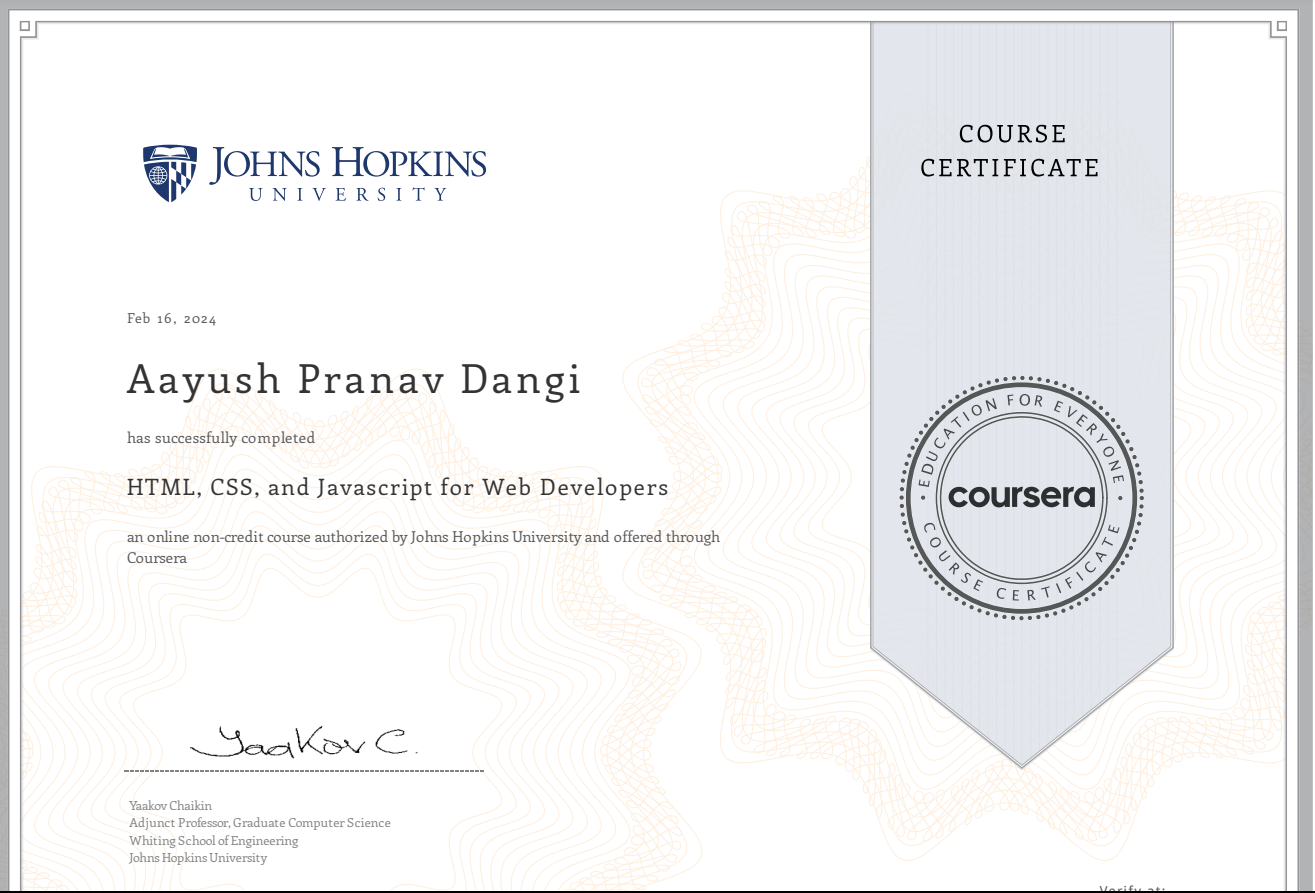 JOHNS HOPKINS
UNIVERSITY
COURSE
CERTIFICATE
Feb 16, 2024
Aayush Pranav Dangi
has successfully completed
HTML, CSS, and Javascript for Web Developers
an online non-credit course authorized by Johns Hopkins University and offered through
Coursera
EDUCATION FOR EVERYONE
coursera
COURSE CERTIFICATE
Yaakov C.
Yaakov Chaikin
Adjunct Professor, Graduate Computer Science
Whiting School of Engineering
Johns Hopkins University
Verify at: